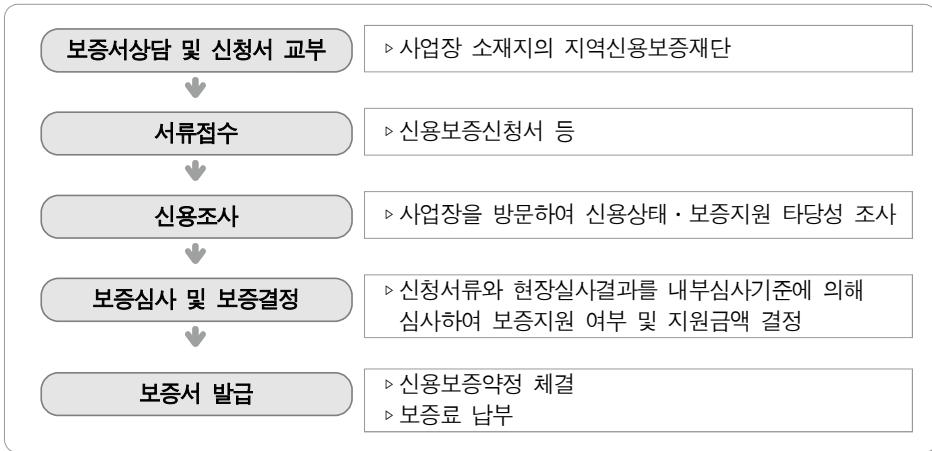 보증서상담 및 신청서 교부
▹사업장 소재지의 지역신용보증재단
서류접수
▹신용보증신청서 등
신용조사
▹사업장을 방문하여 신용상태·보증지원 타당성 조사
보증심사 및 보증결정
▹신청서류와 현장실사결과를 내부심사기준에 의해
심사하여 보증지원 여부 및 지원금액 결정
보증서 발급
▹신용보증약정 체결
▹보증료 납부